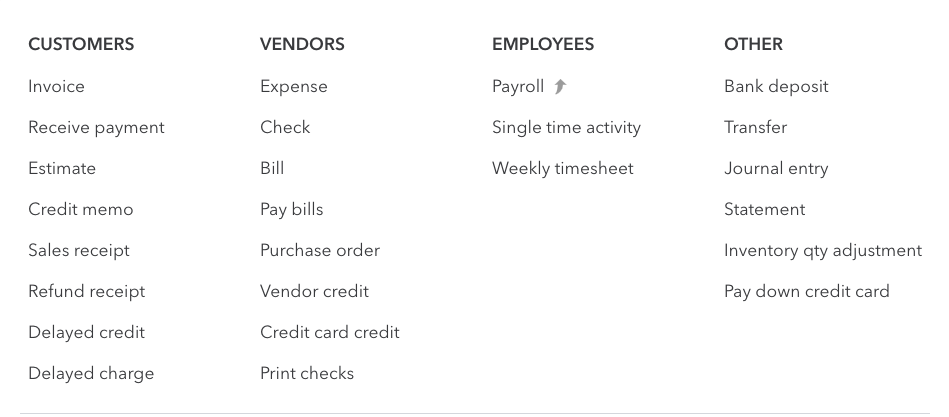 CUSTOMERS
Invoice
Receive payment
Estimate
Credit memo
Sales receipt
Refund receipt
Delayed credit
Delayed charge
VENDORS
Expense
Check
Bill
Pay bills
Purchase order
Vendor credit
Credit card credit
Print checks
EMPLOYEES
Payroll
Single time activity
Weekly timesheet
OTHER
Bank deposit
Transfer
Journal entry
Statement
Inventory qty adjustment
Pay down credit card